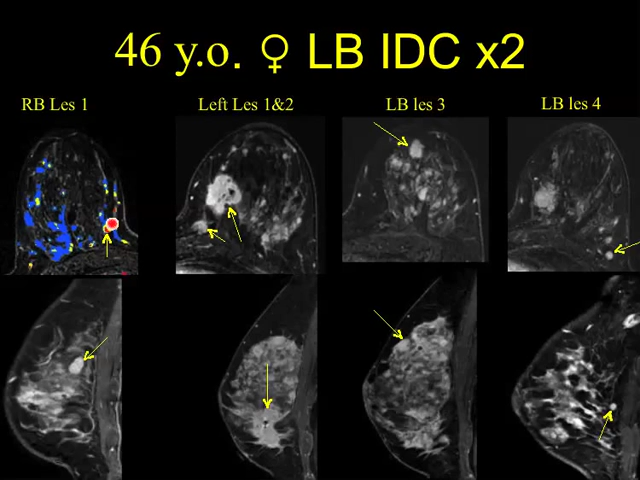 46 y.o. ♀ LB IDC x2
RB Les 1
Left Les 1&2
LB les 3
LB les 4